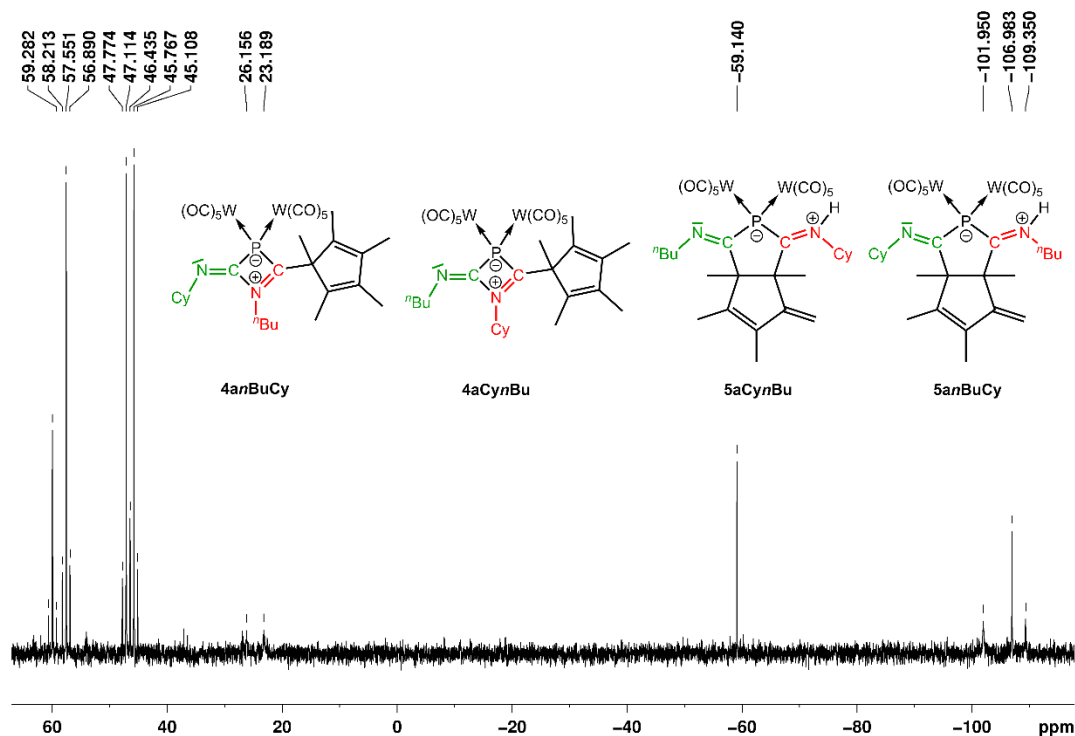 59.282
58.213
57.551
56.890
47.774
47.114
46.435
45.767
45.108
26.156
23.189
−59.140
−101.950
−106.983
−109.350
(OC)5W W(CO)5
P
⊖
N C ⊕ C
N
Cy
nBu
4anBuCy
(OC)5W W(CO)5
P
⊖
N C ⊕ C
N
nBu
Cy
4aCynBu
(OC)5W W(CO)5
P H
⊖ ⊕
N C C N
nBu Cy
5aCynBu
(OC)5W W(CO)5
P H
⊖ ⊕
N C C N
Cy nBu
5anBuCy
60 40 20 0 −20 −40 −60 −80 −100 ppm